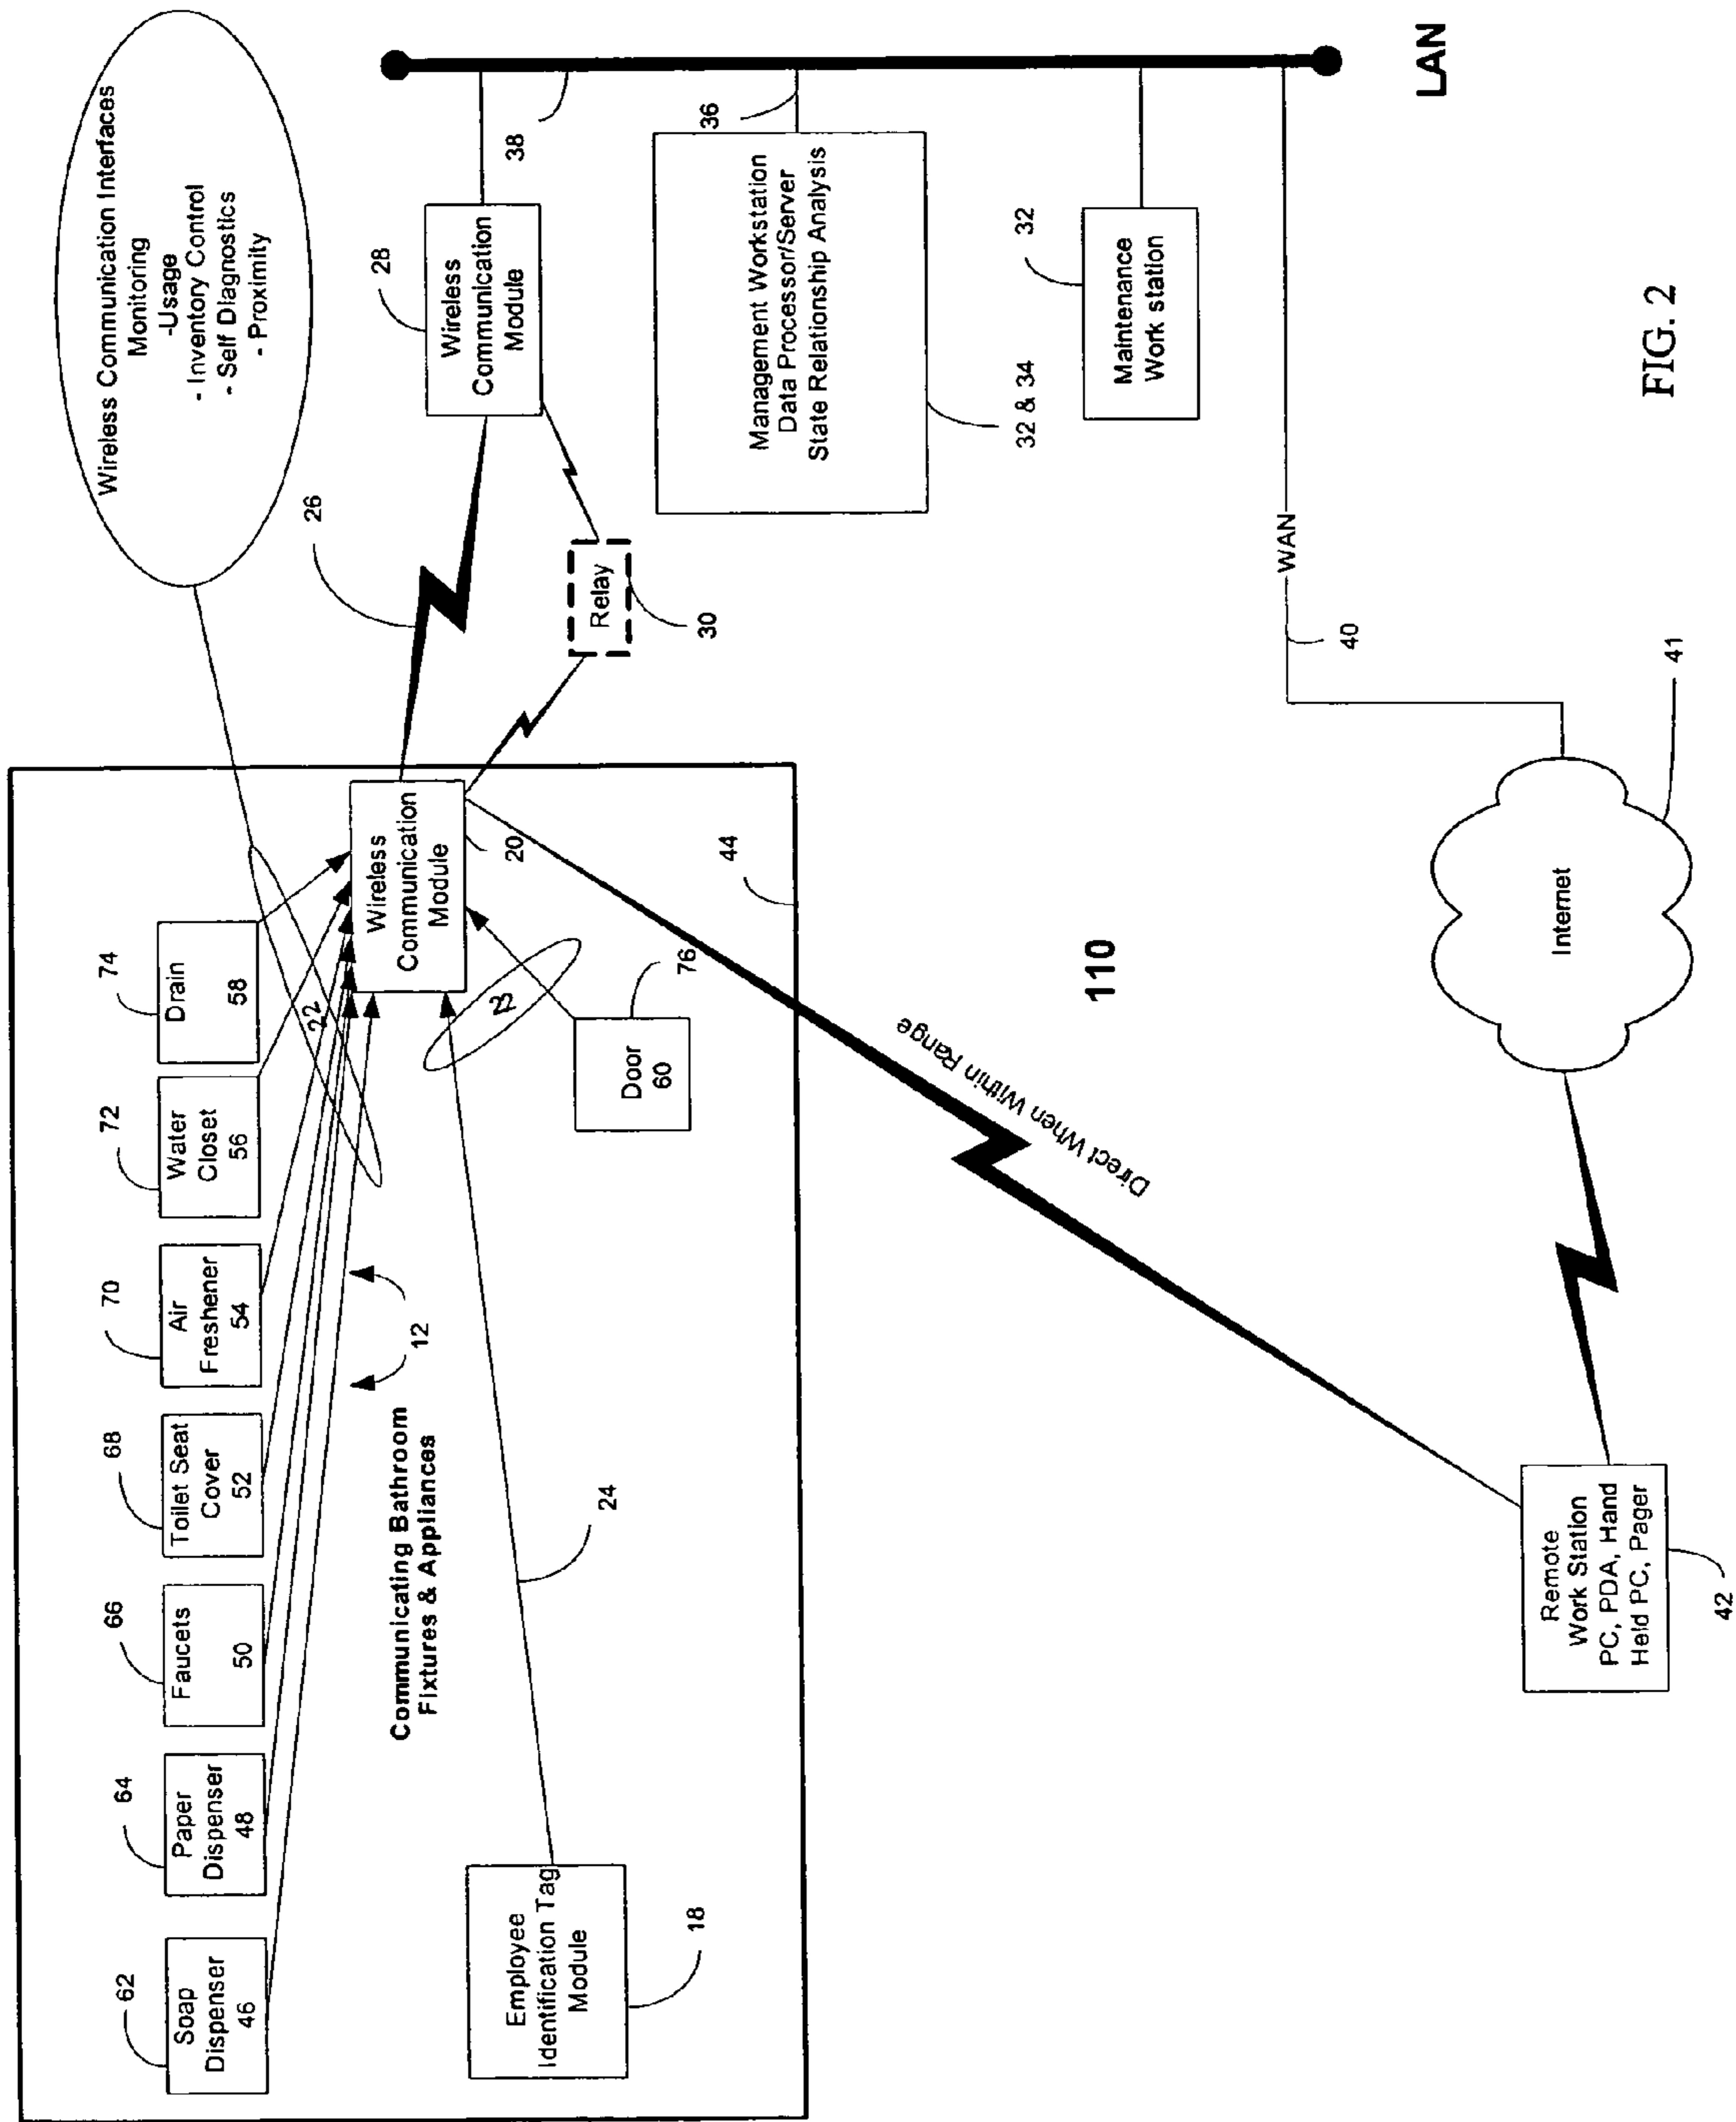 62
Soap
Dispenser
46
64
Paper
Dispenser
48
66
Faucets
50
68
Toilet Seat
Cover
52
70
Air
Freshener
54
72
Water
Closet
56
74
Drain
58
Wireless Communication Interfaces
Monitoring
-Usage
- Inventory Control
- Self Diagnostics
- Proximity
22
12
Communicating Bathroom
Fixtures & Appliances
Wireless
Communication
Module
20
26
28
Wireless
Communication
Module
38
Employee
Identification Tag
Module
18
24
22
Door
60
76
44
Relay
30
36
Management Workstation
Data Processor/Server
State Relationship Analysis
32 & 34
110
Direct When Within Range
32
Maintenance
Work station
WAN
40
LAN
Remote
Work Station
PC, PDA, Hand
Held PC, Pager
42
Internet
41
FIG. 2